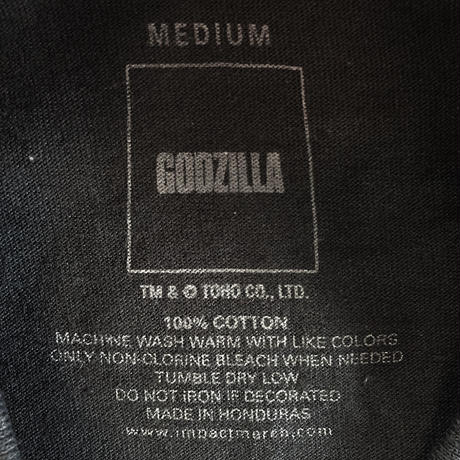 MEDIUM
GODZILLA
TM & © TOHO CO., LTD.
100% COTTON
MACHINE WASH WARM WITH LIKE COLORS
ONLY NON-CLORINE BLEACH WHEN NEEDED
TUMBLE DRY LOW
DO NOT IRON IF DECORATED
MADE IN HONDURAS
www.impactmerch.com